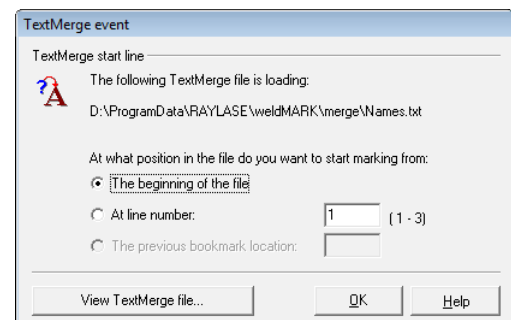 TextMerge event
TextMerge start line
The following TextMerge file is loading:
D:\ProgramData\RAYLASE\weldMARK\merge\Names.txt
At what position in the file do you want to start marking from:
The beginning of the file
At line number: 1 (1 - 3)
The previous bookmark location:
View TextMerge file... OK Help